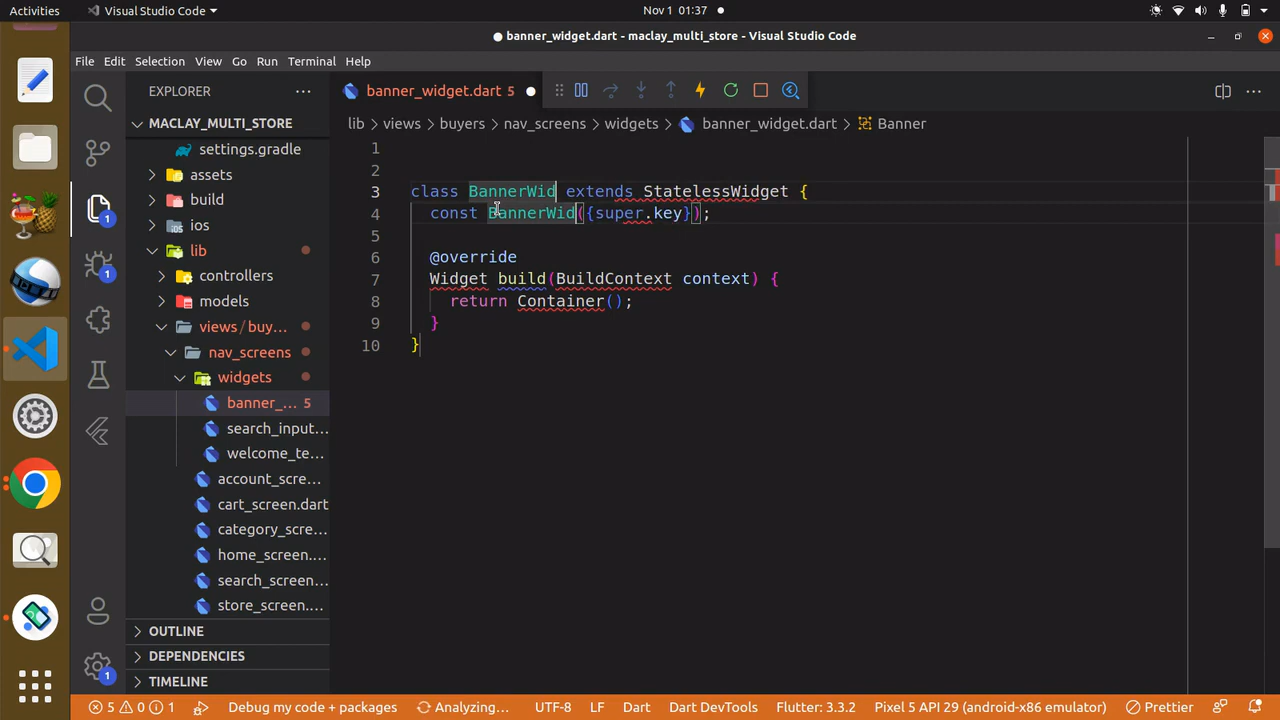 Activities
Visual Studio Code
Nov 1 01:37
banner_widget.dart - maclay_multi_store - Visual Studio Code
File Edit Selection View Go Run Terminal Help
EXPLORER
banner_widget.dart 5
MACLAY_MULTI_STORE
lib > views > buyers > nav_screens > widgets > banner_widget.dart > Banner
settings.gradle
assets
build
ios
lib
controllers
models
views / buy...
nav_screens
widgets
banner_... 5
search_input...
welcome_te...
account_scre...
cart_screen.dart
category_scre...
home_screen....
search_screen...
store_screen....
OUTLINE
DEPENDENCIES
TIMELINE
1
1
1
1
2
3 class BannerWid extends StatelessWidget {
4 const BannerWid({super.key});
5
6 @override
7 Widget build(BuildContext context) {
8 return Container();
9 }
10 }
5 0 1 Debug my code + packages Analyzing... UTF-8 LF Dart Dart DevTools Flutter: 3.3.2 Pixel 5 API 29 (android-x86 emulator) Prettier